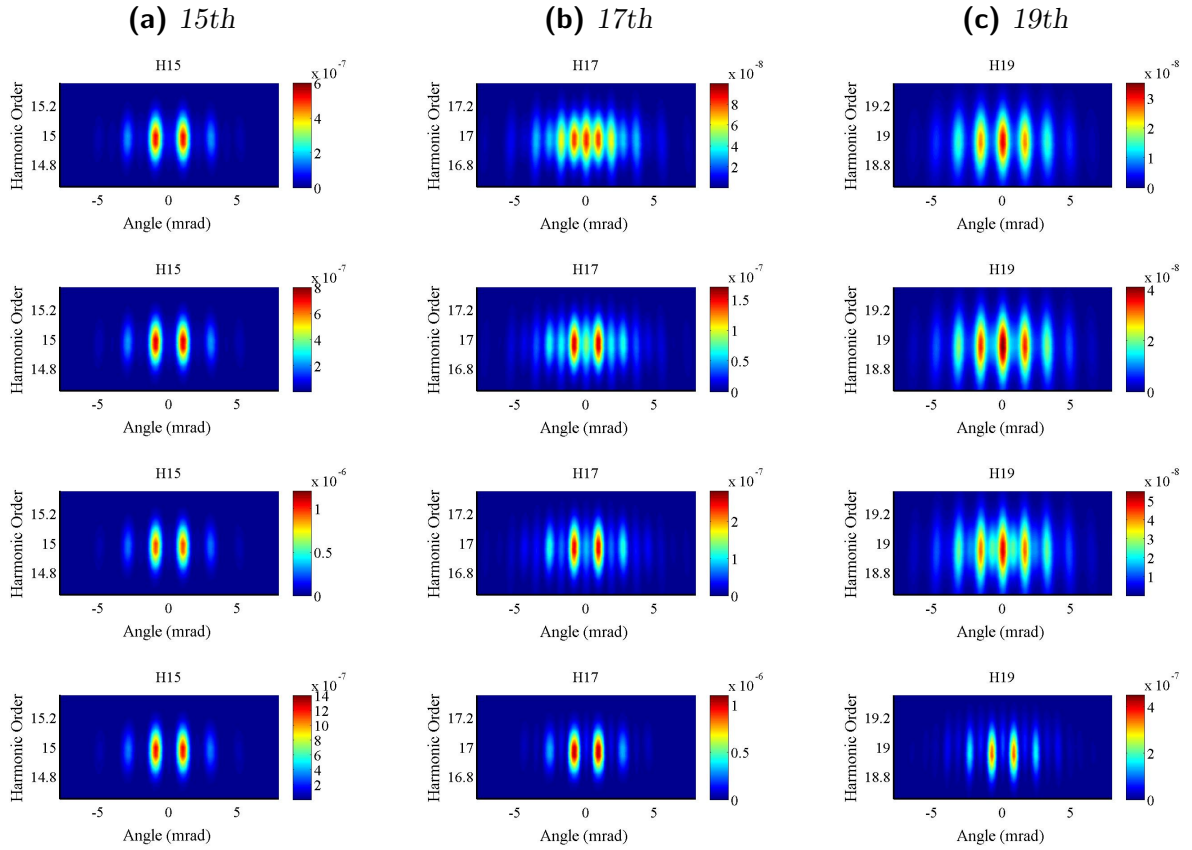 (a) 15th
(b) 17th
(c) 19th
H15
x 10^-7
Harmonic Order
15.2
15
14.8
-5 0 5
Angle (mrad)
6
4
2
0
H17
x 10^-8
Harmonic Order
17.2
17
16.8
-5 0 5
Angle (mrad)
8
6
4
2
H19
x 10^-8
Harmonic Order
19.2
19
18.8
-5 0 5
Angle (mrad)
3
2
1
0
H15
x 10^-7
Harmonic Order
15.2
15
14.8
-5 0 5
Angle (mrad)
8
6
4
2
H17
x 10^-7
Harmonic Order
17.2
17
16.8
-5 0 5
Angle (mrad)
1.5
1
0.5
0
H19
x 10^-8
Harmonic Order
19.2
19
18.8
-5 0 5
Angle (mrad)
4
2
0
H15
x 10^-6
Harmonic Order
15.2
15
14.8
-5 0 5
Angle (mrad)
1
0.5
0
H17
x 10^-7
Harmonic Order
17.2
17
16.8
-5 0 5
Angle (mrad)
2
1
0
H19
x 10^-8
Harmonic Order
19.2
19
18.8
-5 0 5
Angle (mrad)
5
4
3
2
1
H15
x 10^-7
Harmonic Order
15.2
15
14.8
-5 0 5
Angle (mrad)
14
12
10
8
6
4
2
H17
x 10^-6
Harmonic Order
17.2
17
16.8
-5 0 5
Angle (mrad)
1
0.5
0
H19
x 10^-7
Harmonic Order
19.2
19
18.8
-5 0 5
Angle (mrad)
4
2
0